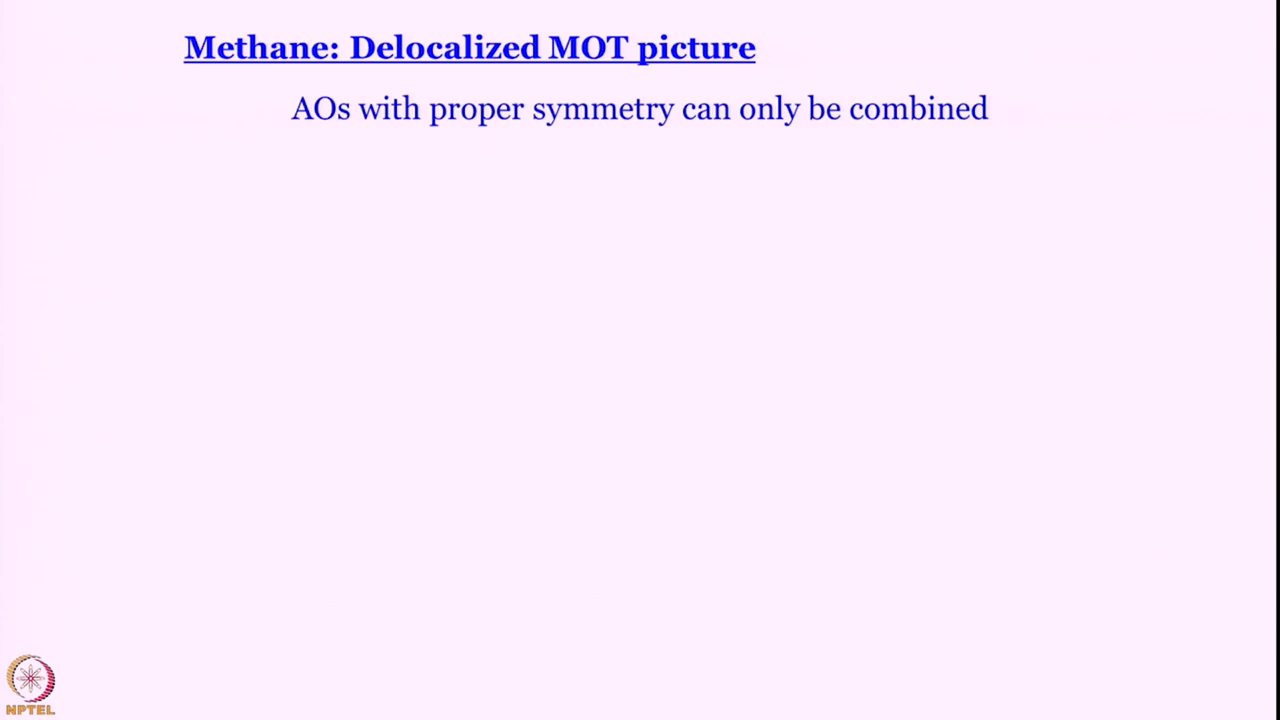 Methane: Delocalized MOT picture
AOs with proper symmetry can only be combined
NPTEL